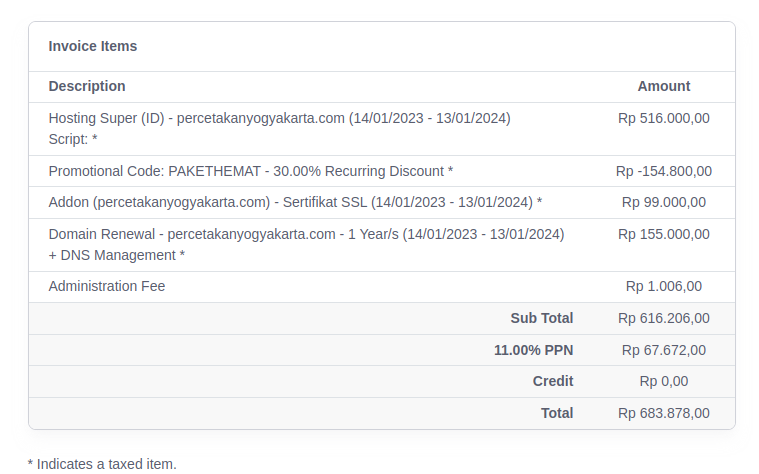 Invoice Items
Description Amount
Hosting Super (ID) - percetakanyogyakarta.com (14/01/2023 - 13/01/2024) Rp 516.000,00
Script: *
Promotional Code: PAKETHEMAT - 30.00% Recurring Discount * Rp -154.800,00
Addon (percetakanyogyakarta.com) - Sertifikat SSL (14/01/2023 - 13/01/2024) * Rp 99.000,00
Domain Renewal - percetakanyogyakarta.com - 1 Year/s (14/01/2023 - 13/01/2024) Rp 155.000,00
+ DNS Management *
Administration Fee Rp 1.006,00
Sub Total Rp 616.206,00
11.00% PPN Rp 67.672,00
Credit Rp 0,00
Total Rp 683.878,00
* Indicates a taxed item.